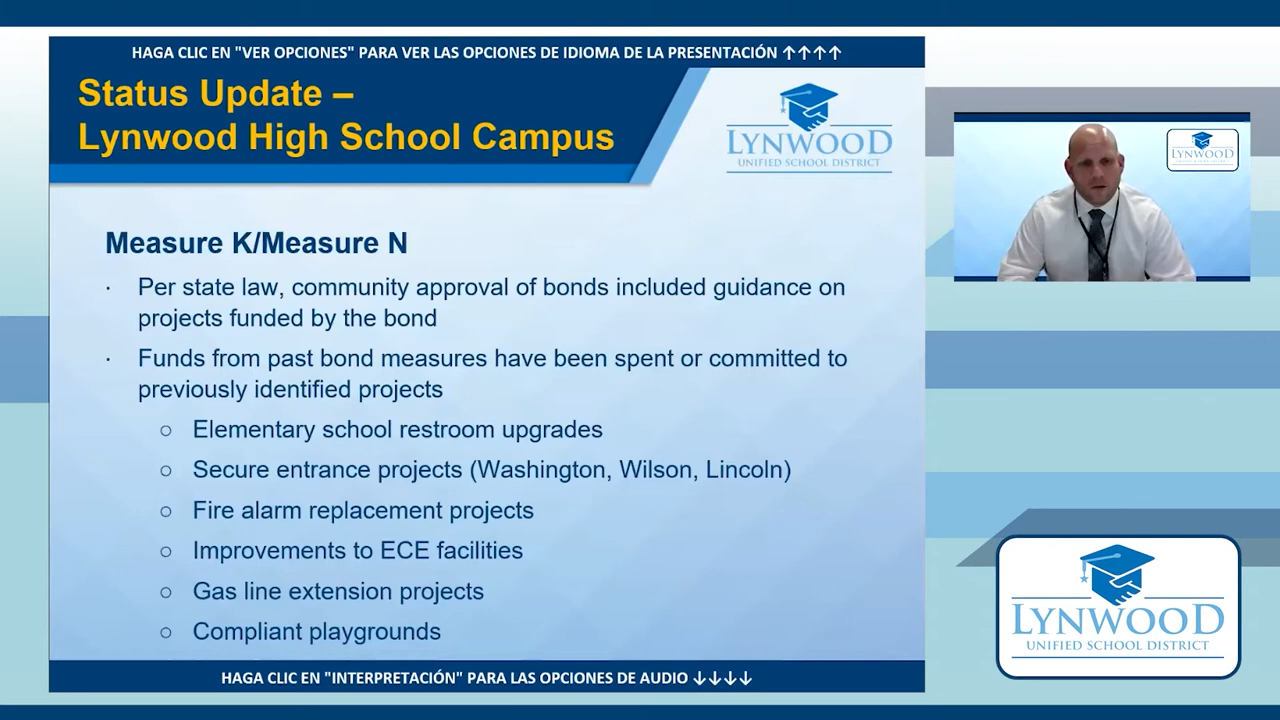 HAGA CLIC EN "VER OPCIONES" PARA VER LAS OPCIONES DE IDIOMA DE LA PRESENTACIÓN ↑↑↑↑
Status Update –
Lynwood High School Campus
LYNWOOD
UNIFIED SCHOOL DISTRICT
LYNWOOD
Measure K/Measure N
· Per state law, community approval of bonds included guidance on
projects funded by the bond
· Funds from past bond measures have been spent or committed to
previously identified projects
○ Elementary school restroom upgrades
○ Secure entrance projects (Washington, Wilson, Lincoln)
○ Fire alarm replacement projects
○ Improvements to ECE facilities
○ Gas line extension projects
○ Compliant playgrounds
HAGA CLIC EN "INTERPRETACIÓN" PARA LAS OPCIONES DE AUDIO ↓↓↓↓
LYNWOOD
UNIFIED SCHOOL DISTRICT